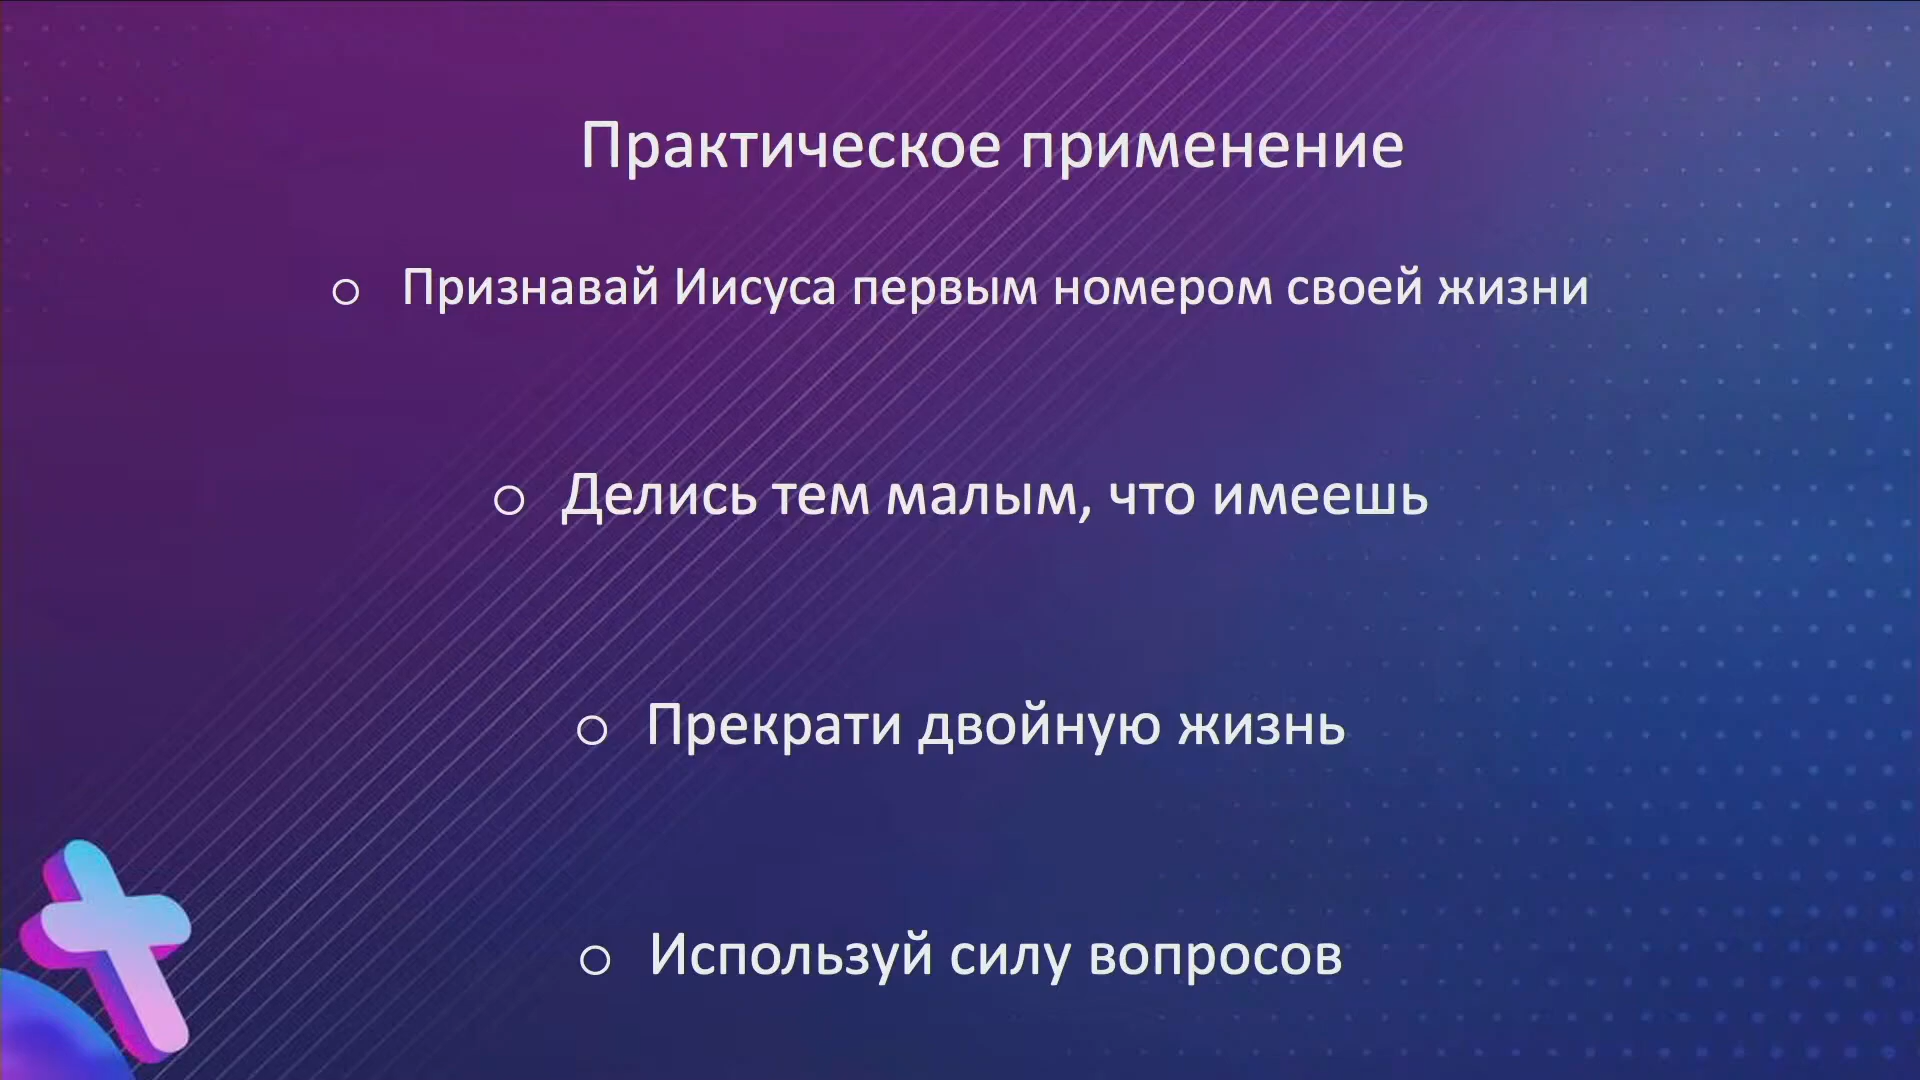 Практическое применение
o Признавай Иисуса первым номером своей жизни
o Делись тем малым, что имеешь
o Прекрати двойную жизнь
o Используй силу вопросов